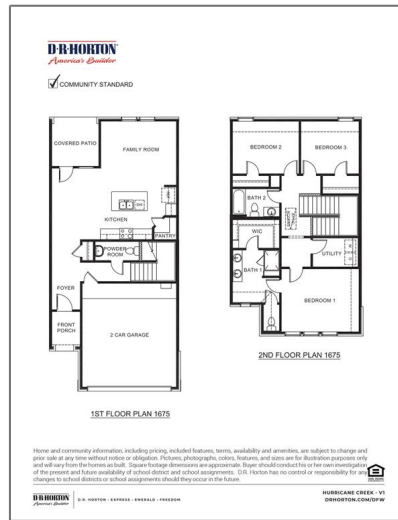 D·R·HORTON
America's Builder
COMMUNITY STANDARD
COVERED PATIO
FAMILY ROOM
KITCHEN
PANTRY
POWDER
ROOM
FOYER
FRONT
PORCH
2 CAR GARAGE
1ST FLOOR PLAN 1675
BEDROOM 2
BEDROOM 3
BATH 2
WIC
UTILITY
BATH 1
BEDROOM 1
2ND FLOOR PLAN 1675
Home and community information, including pricing, included features, terms, availability and amenities, are subject to change and
prior sale at any time without notice or obligation. Pictures, photographs, colors, features, and sizes are for illustration purposes only
and will vary from the homes as built. Square footage dimensions are approximate. Buyer should conduct his or her own investigation
of the present and future availability of school district and school assignments. D.R. Horton has no control or responsibility for any
changes to school districts or school assignments should they occur in the future.
D·R·HORTON
America's Builder
D·R· HORTON · EXPRESS · EMERALD · FREEDOM
HURRICANE CREEK - V1
DRHORTON.COM/DFW